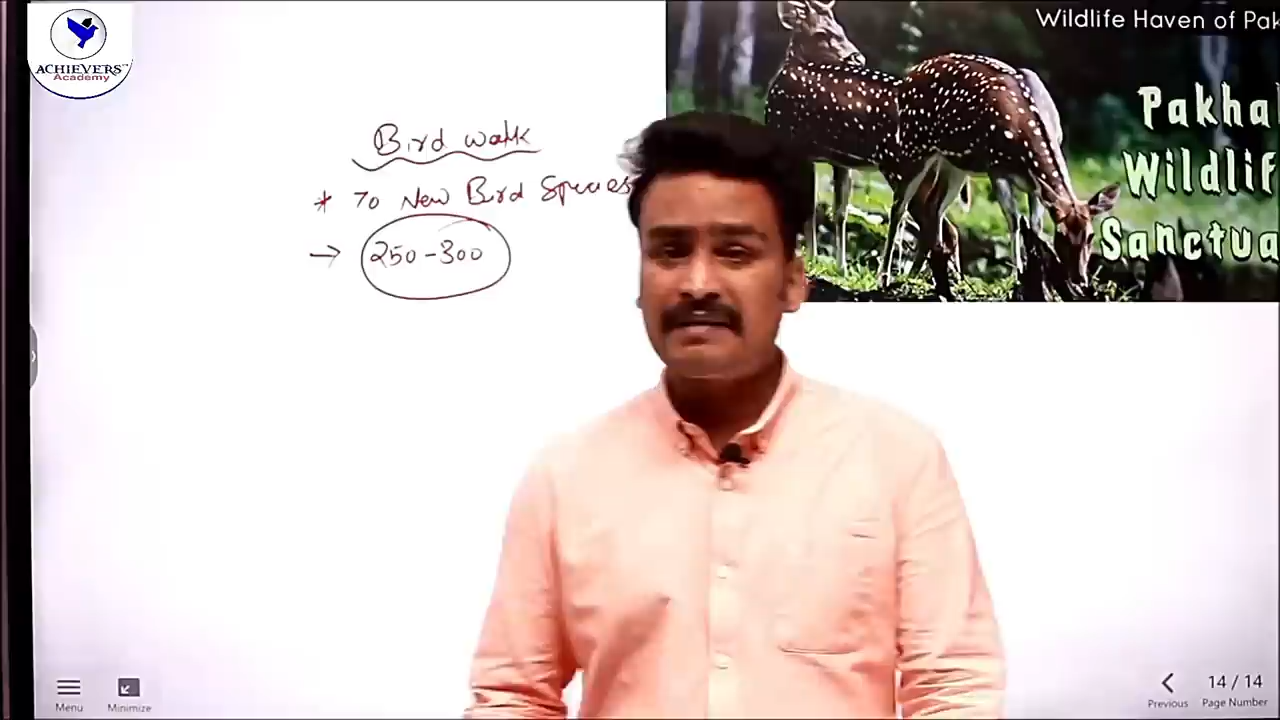 ACHIEVERS
Academy
Wildlife Haven of Pak
Bird walk
* 70 New Bird Species
→ 250-300
Pakhal
Wildlif
Sanctua
Menu
Minimize
Previous
14 / 14
Page Number